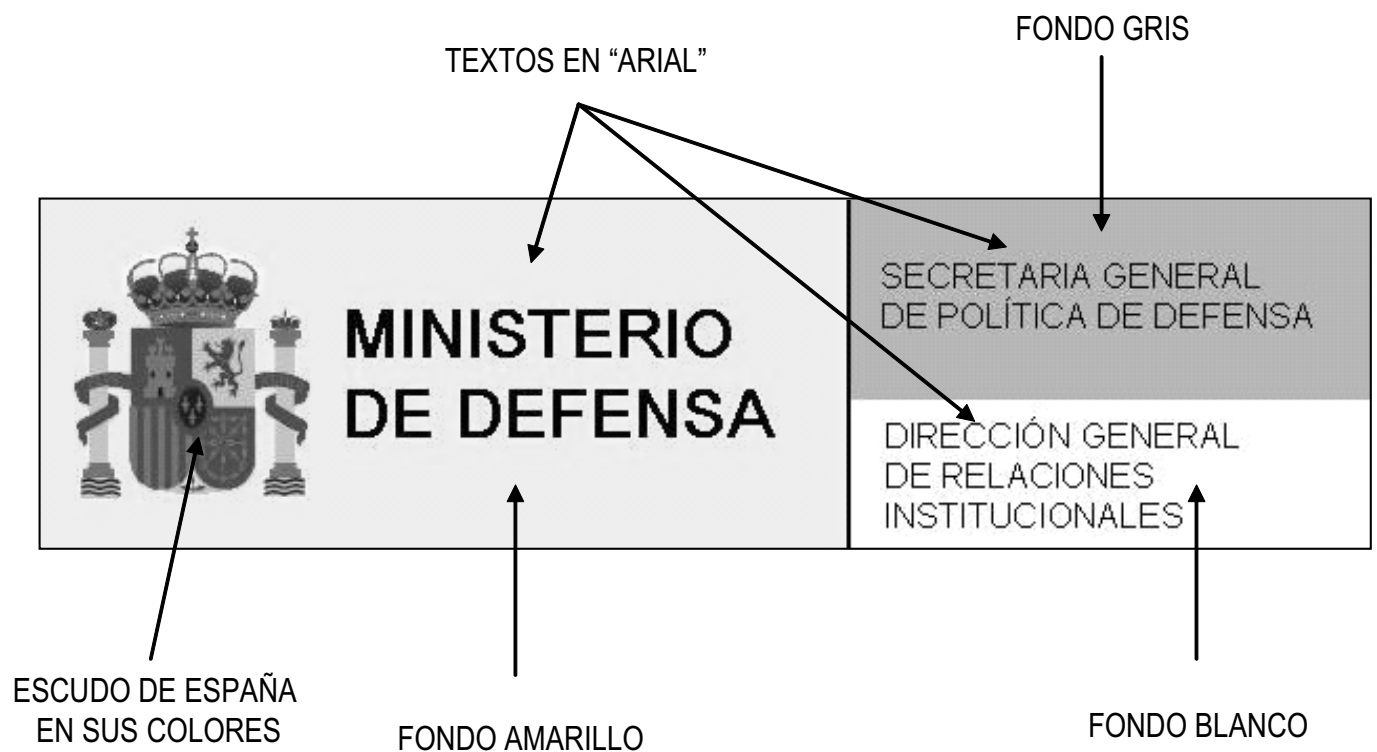 FONDO GRIS
TEXTOS EN “ARIAL”
MINISTERIO
DE DEFENSA
SECRETARIA GENERAL
DE POLÍTICA DE DEFENSA
DIRECCIÓN GENERAL
DE RELACIONES
INSTITUCIONALES
ESCUDO DE ESPAÑA
EN SUS COLORES
FONDO AMARILLO
FONDO BLANCO